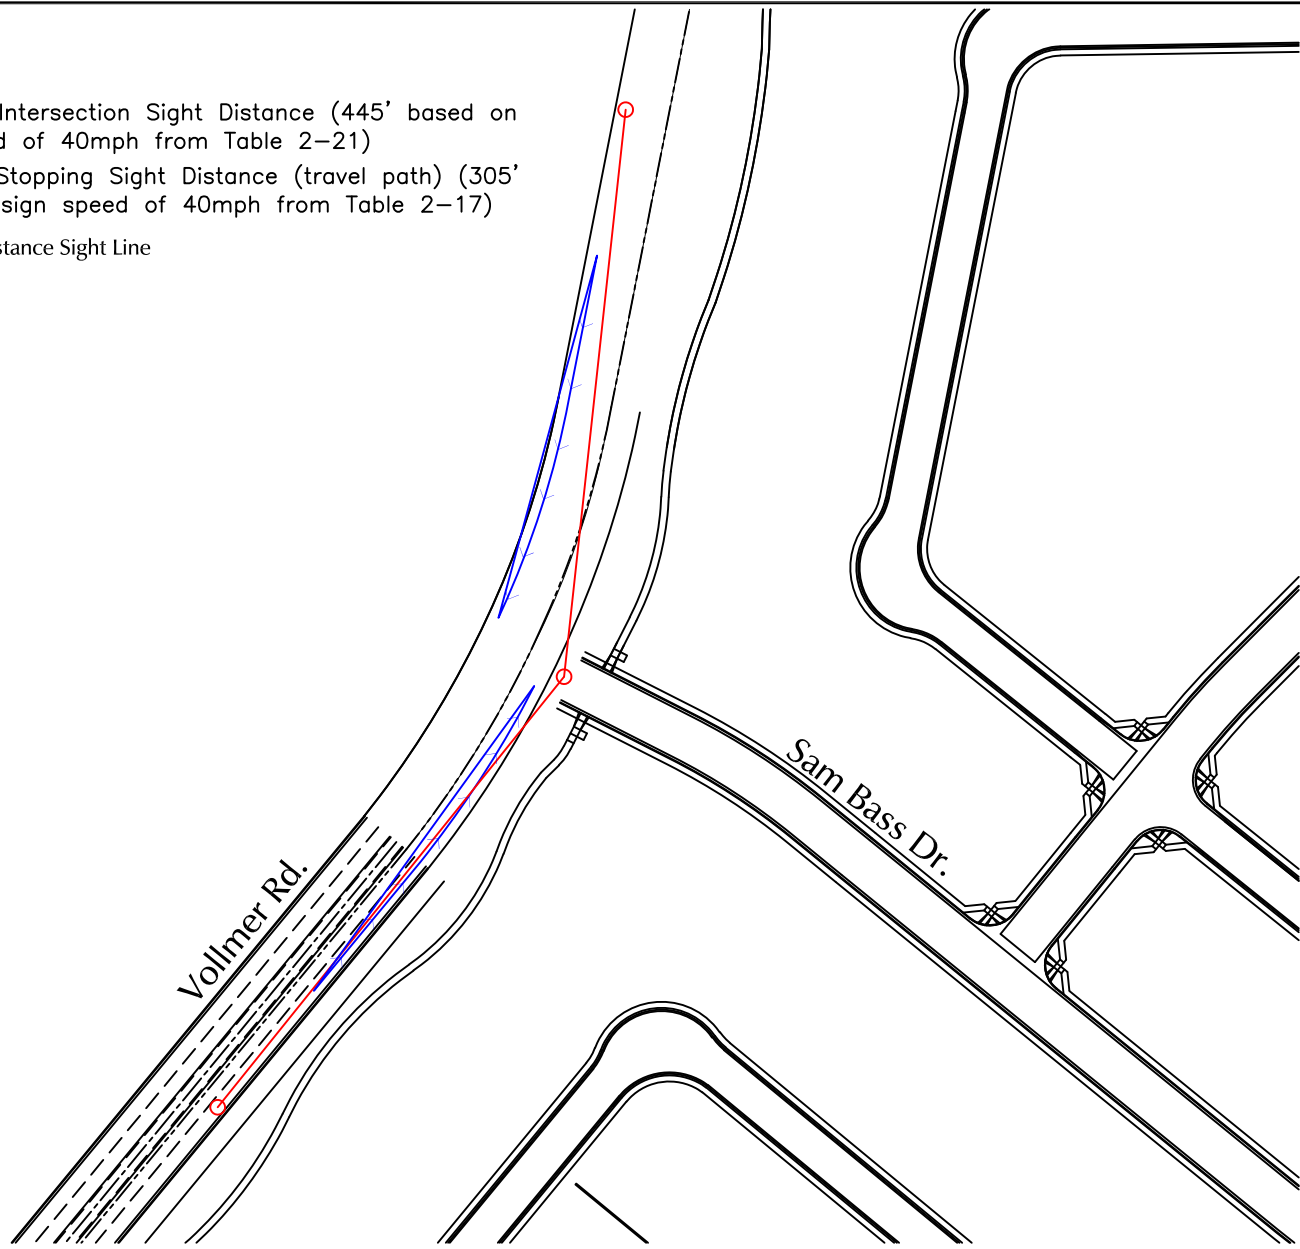 Intersection Sight Distance (445' based on
d of 40mph from Table 2-21)
Stopping Sight Distance (travel path) (305'
sign speed of 40mph from Table 2-17)
stance Sight Line
Sam Bass Dr.
Vollmer Rd.